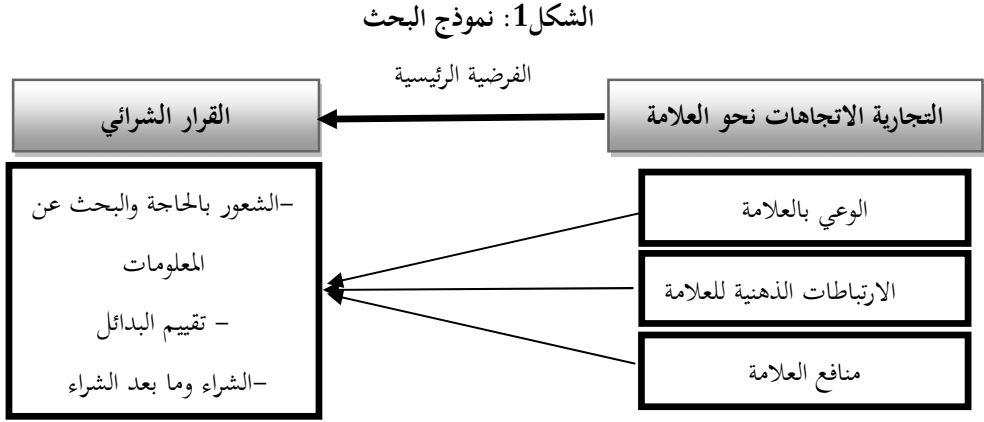 الشكل1: نموذج البحث
الفرضية الرئيسية
التجارية الاتجاهات نحو العلامة
القرار الشرائي
الوعي بالعلامة
الارتباطات الذهنية للعلامة
منافع العلامة
-الشعور بالحاجة والبحث عن
المعلومات
- تقييم البدائل
-الشراء وما بعد الشراء